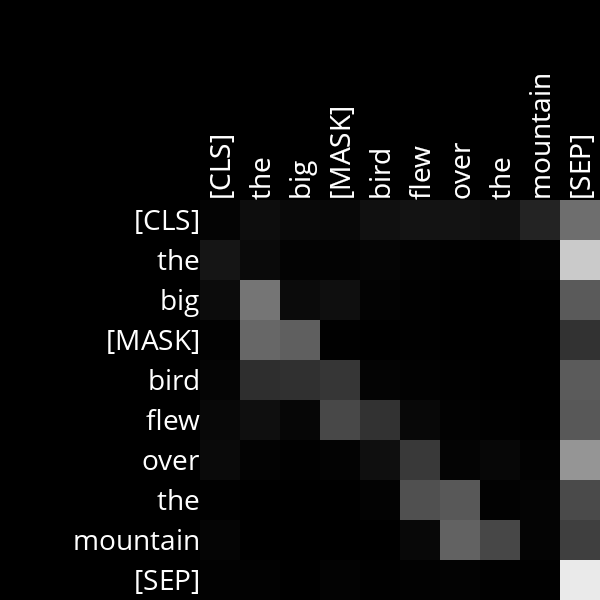 [CLS]
the
big
[MASK]
bird
flew
over
the
mountain
[SEP]
[CLS]
the
big
[MASK]
bird
flew
over
the
mountain
[SEP]